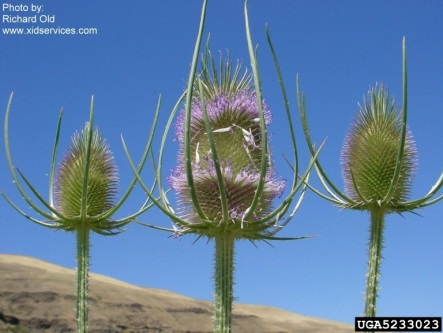 Photo by:
Richard Old
www.xidservices.com
UGA5233023